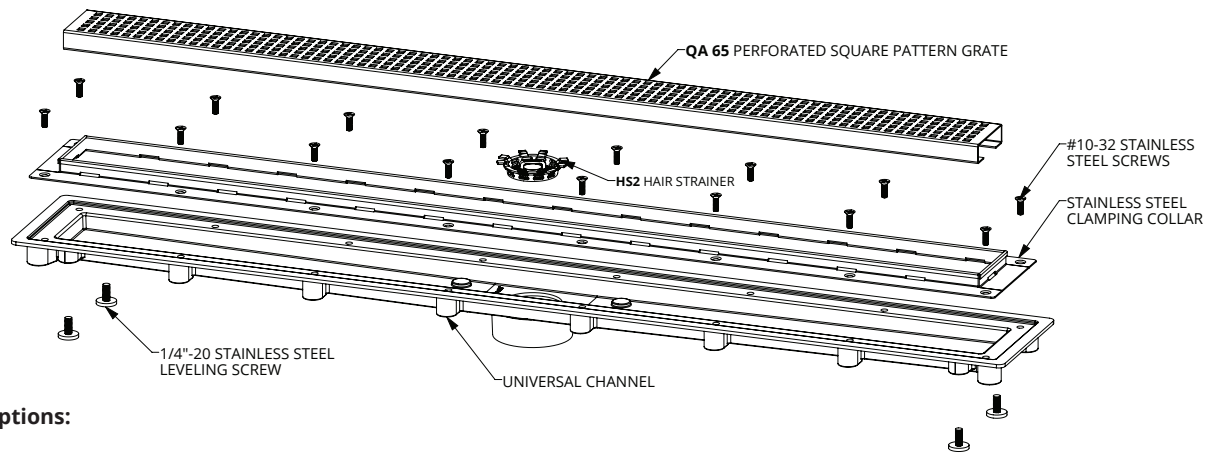 QA 65 PERFORATED SQUARE PATTERN GRATE
#10-32 STAINLESS
STEEL SCREWS
HS2 HAIR STRAINER
STAINLESS STEEL
CLAMPING COLLAR
1/4"-20 STAINLESS STEEL
LEVELING SCREW
UNIVERSAL CHANNEL
ptions: